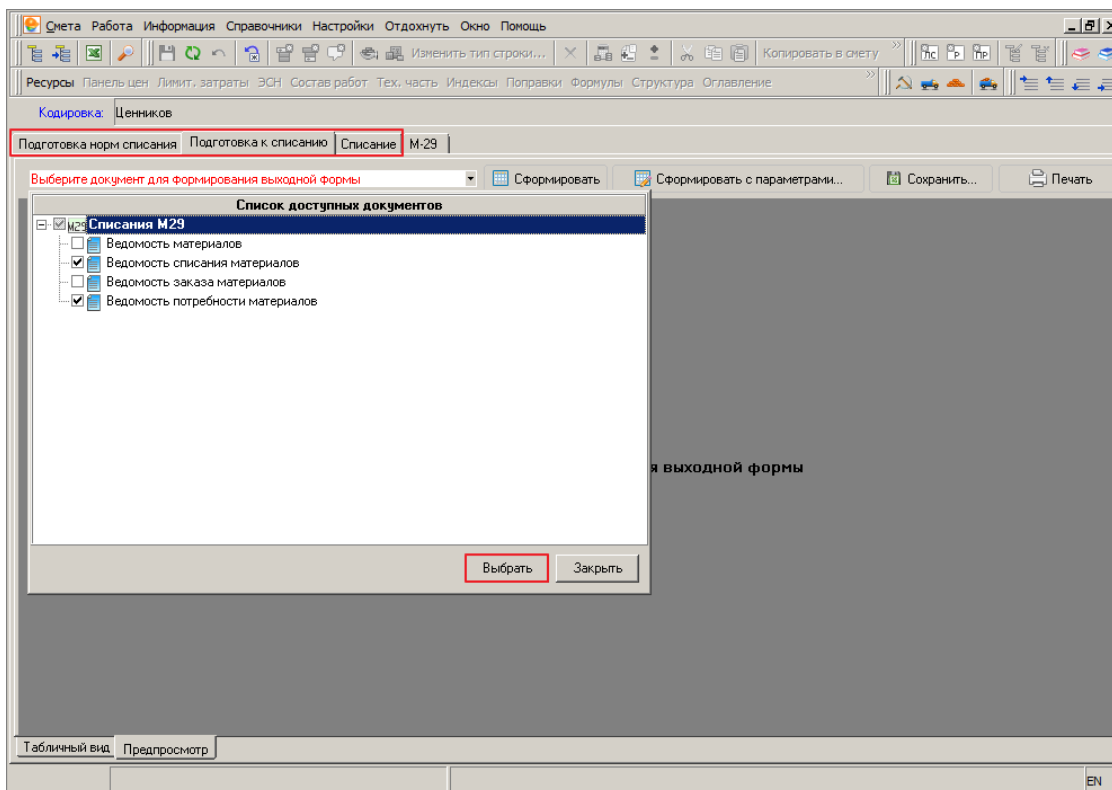 Смета Работа Информация Справочники Настройки Отдохнуть Окно Помощь
Изменить тип строки... Копировать в смету
Ресурсы Панель цен Лимит. затраты ЭСН Состав работ Тех. часть Индексы Поправки Формулы Структура Оглавление
Кодировка: Ценников
Подготовка норм списания Подготовка к списанию Списание М-29
Выберите документ для формирования выходной формы Сформировать Сформировать с параметрами... Сохранить... Печать
Список доступных документов
М29 Списания М29
Ведомость материалов
Ведомость списания материалов
Ведомость заказа материалов
Ведомость потребности материалов
я выходной формы
Выбрать Закрыть
Табличный вид Предпросмотр
EN